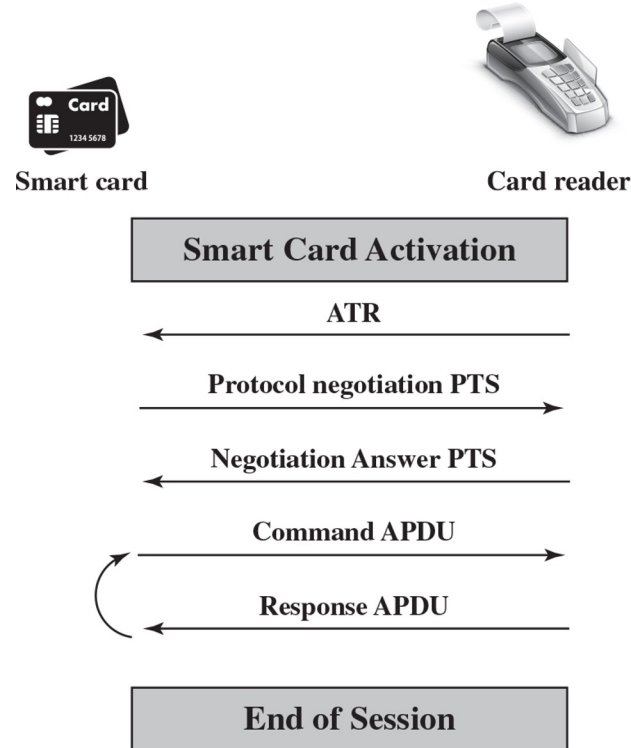 Card
1234 5678
Smart card
Card reader
Smart Card Activation
ATR
Protocol negotiation PTS
Negotiation Answer PTS
Command APDU
Response APDU
End of Session